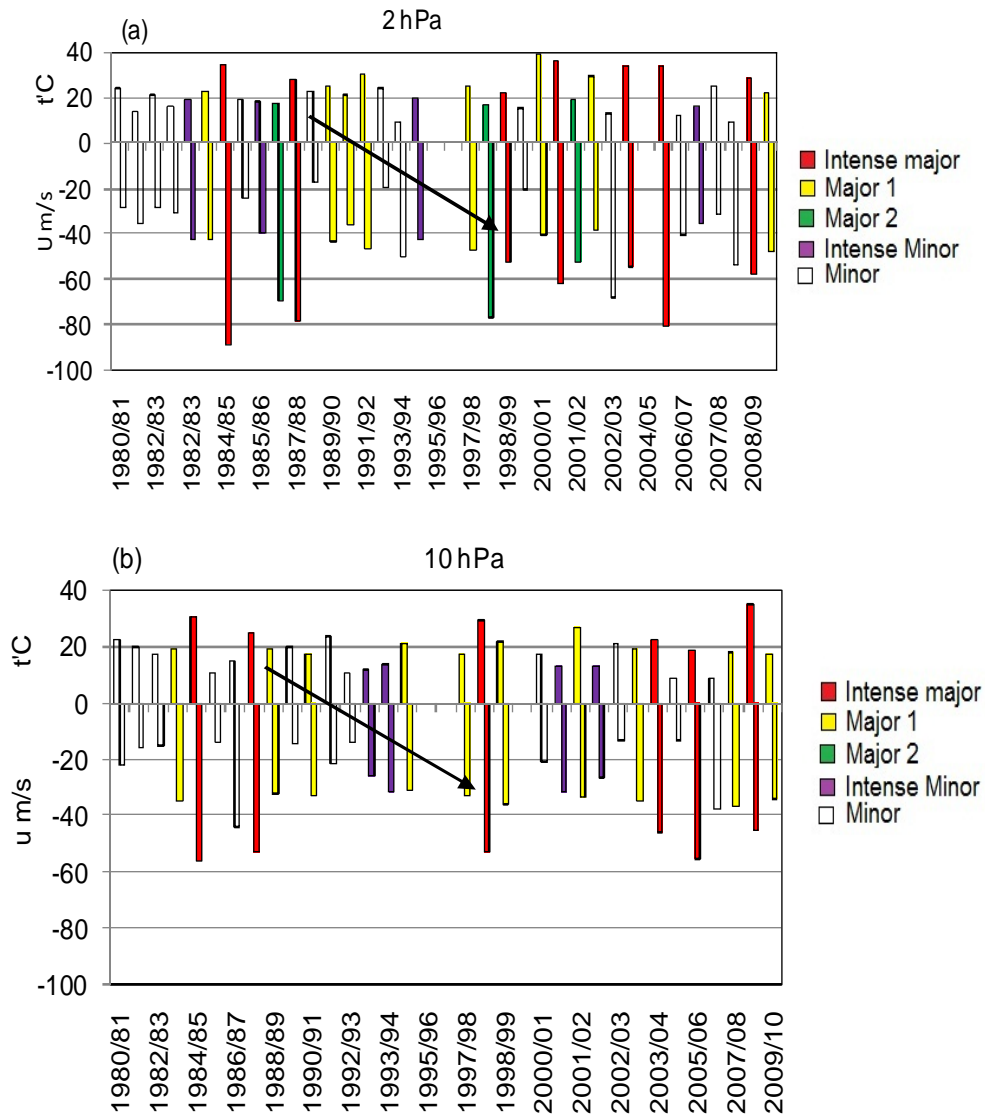 (a)
2 hPa
40
20
0
-20
-40
-60
-80
-100
t'C
U m/s
1980/81
1982/83
1982/83
1984/85
1985/86
1987/88
1989/90
1991/92
1993/94
1995/96
1997/98
1998/99
2000/01
2001/02
2002/03
2004/05
2006/07
2007/08
2008/09
Intense major
Major 1
Major 2
Intense Minor
Minor
(b)
10 hPa
40
20
0
-20
-40
-60
-80
-100
t'C
u m/s
1980/81
1982/83
1984/85
1986/87
1988/89
1990/91
1992/93
1993/94
1995/96
1997/98
1998/99
2000/01
2001/02
2002/03
2003/04
2005/06
2007/08
2009/10
Intense major
Major 1
Major 2
Intense Minor
Minor